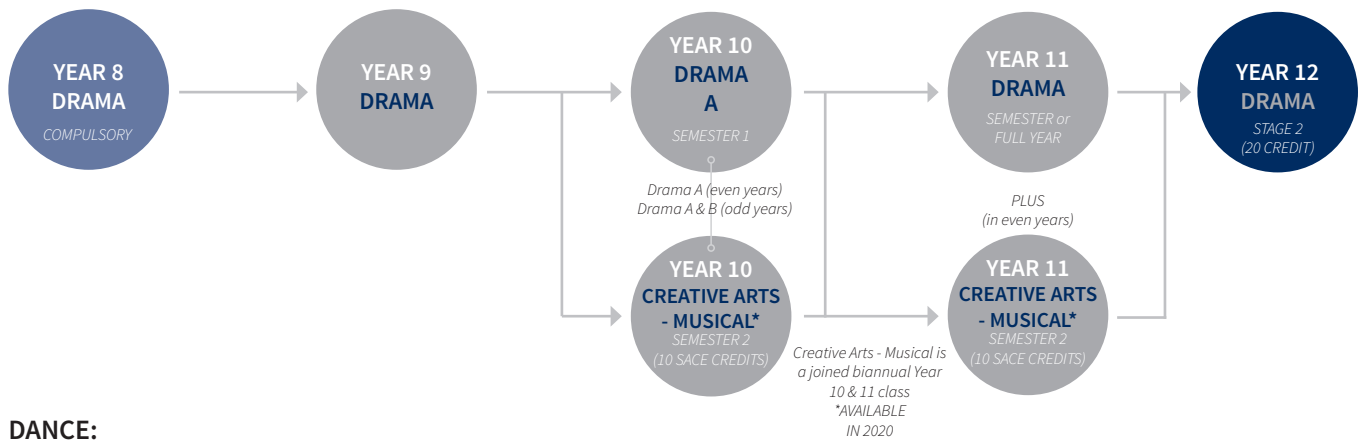 YEAR 8
DRAMA
COMPULSORY
YEAR 9
DRAMA
YEAR 10
DRAMA
A
SEMESTER 1
YEAR 11
DRAMA
SEMESTER or
FULL YEAR
YEAR 12
DRAMA
STAGE 2
(20 CREDIT)
Drama A (even years)
Drama A & B (odd years)
PLUS
(in even years)
YEAR 10
CREATIVE ARTS
- MUSICAL*
SEMESTER 2
(10 SACE CREDITS)
Creative Arts - Musical is
a joined biannual Year
10 & 11 class
*AVAILABLE
IN 2020
YEAR 11
CREATIVE ARTS
- MUSICAL*
SEMESTER 2
(10 SACE CREDITS)
DANCE: